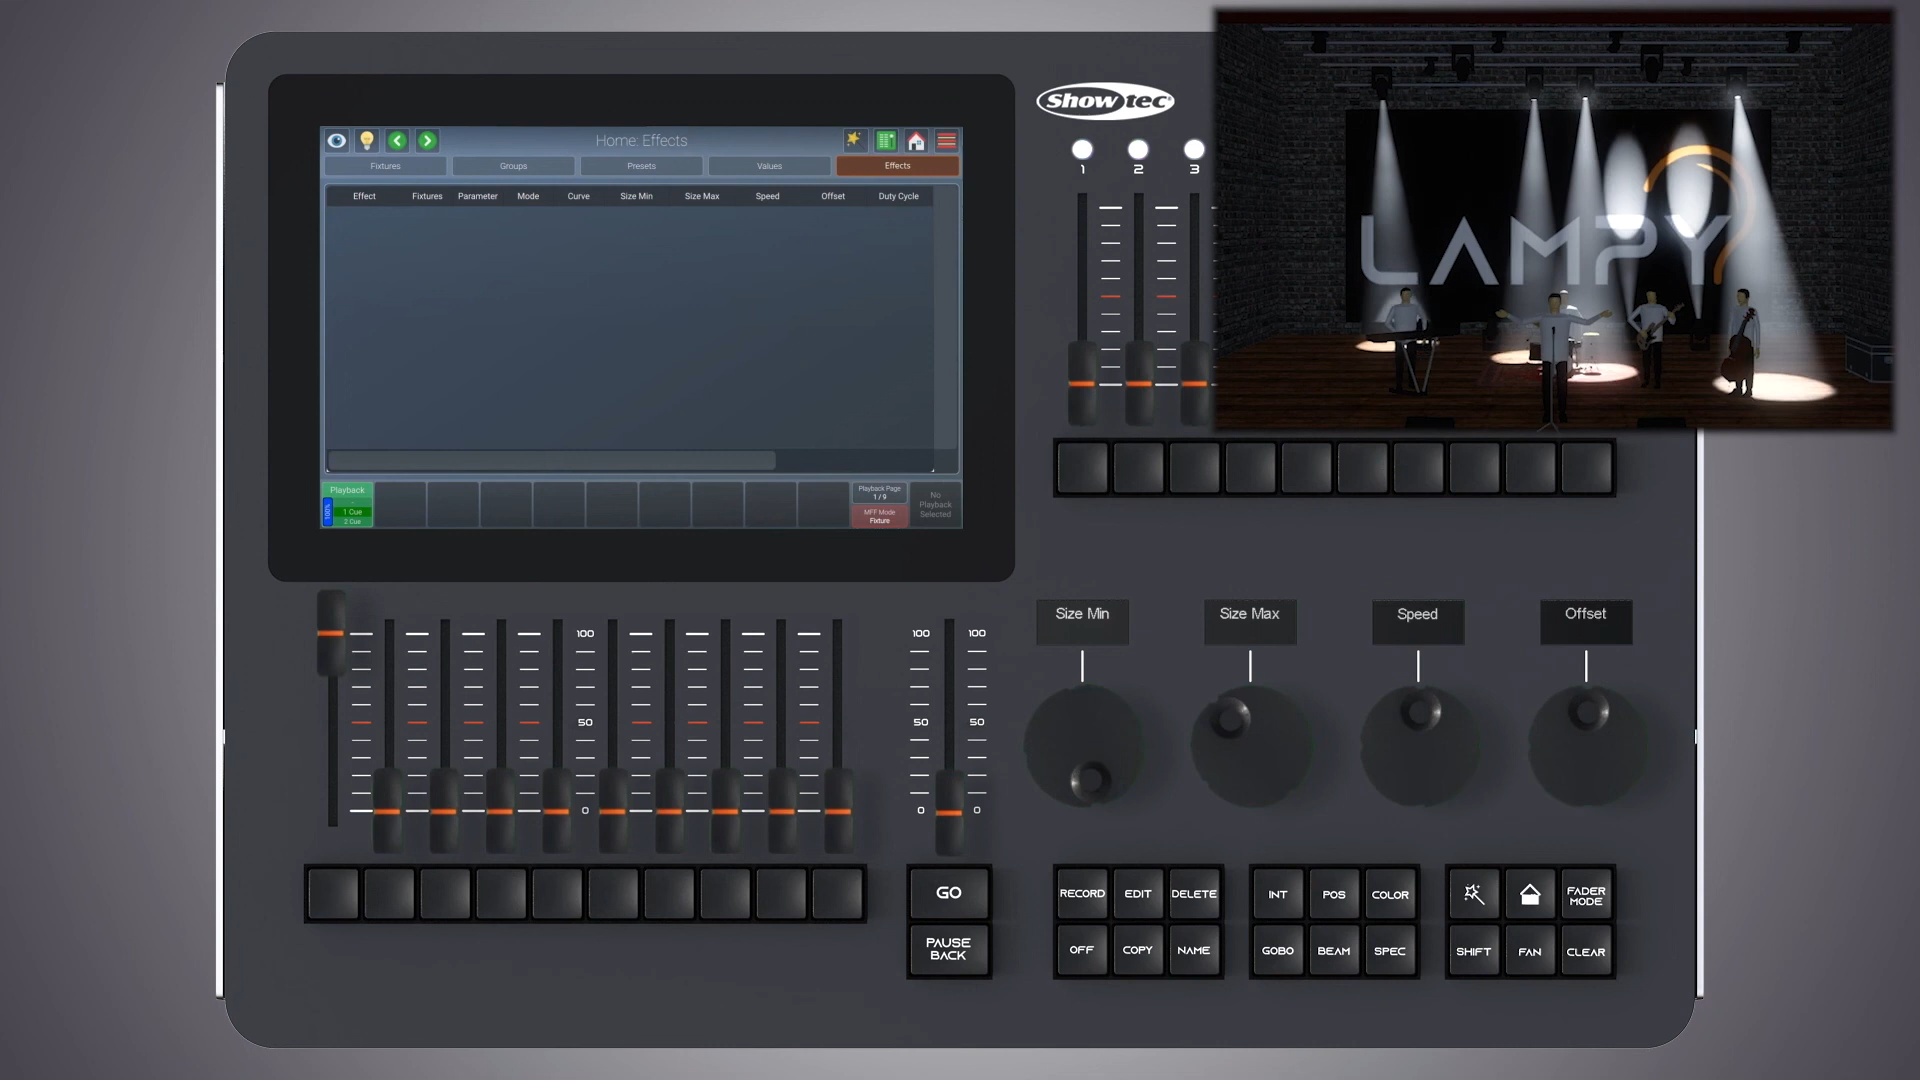 Showtec
1 2 3
LAMPY
Home: Effects
Fixtures Groups Presets Values Effects
Effect Fixtures Parameter Mode Curve Size Min Size Max Speed Offset Duty Cycle
Playback
100%
1 Cue
2 Cue
Playback Page
1 / 9
MFF Mode
Fixture
No
Playback
Selected
Size Min Size Max Speed Offset
100 100 100
50 50 50
0 0 0
GO
PAUSE
BACK
RECORD EDIT DELETE
OFF COPY NAME
INT POS COLOR
GOBO BEAM SPEC
FADER
MODE
SHIFT FAN CLEAR